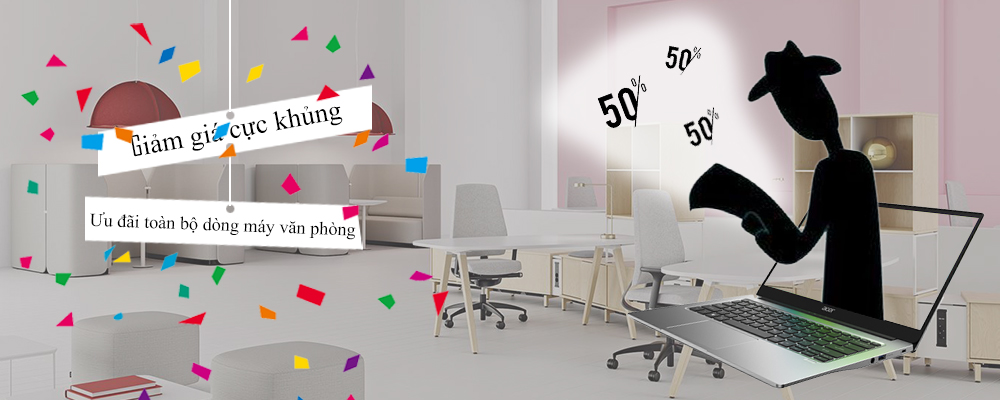 Giảm giá cực khủng
Ưu đãi toàn bộ dòng máy văn phòng
50%
50%
50%
acer